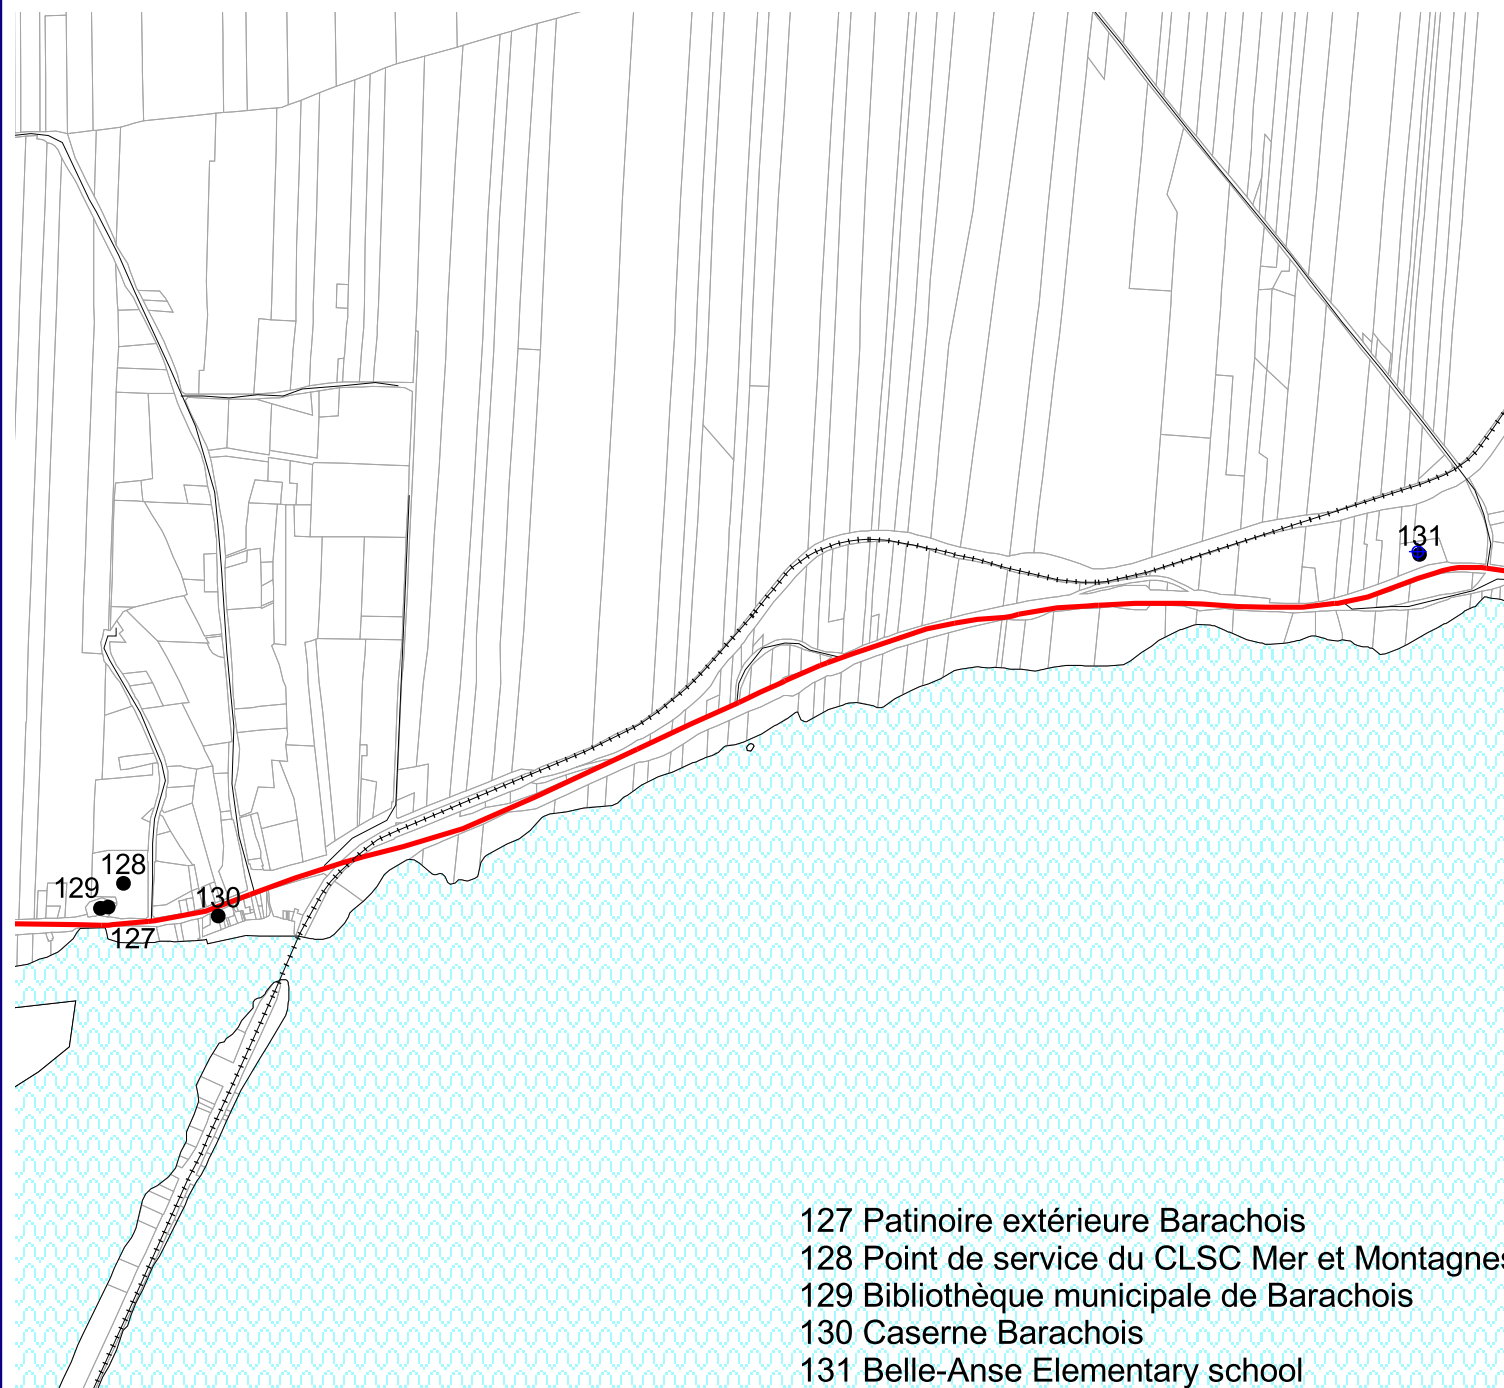 131
128
129
130
127
127 Patinoire extérieure Barachois
128 Point de service du CLSC Mer et Montagnes
129 Bibliothèque municipale de Barachois
130 Caserne Barachois
131 Belle-Anse Elementary school